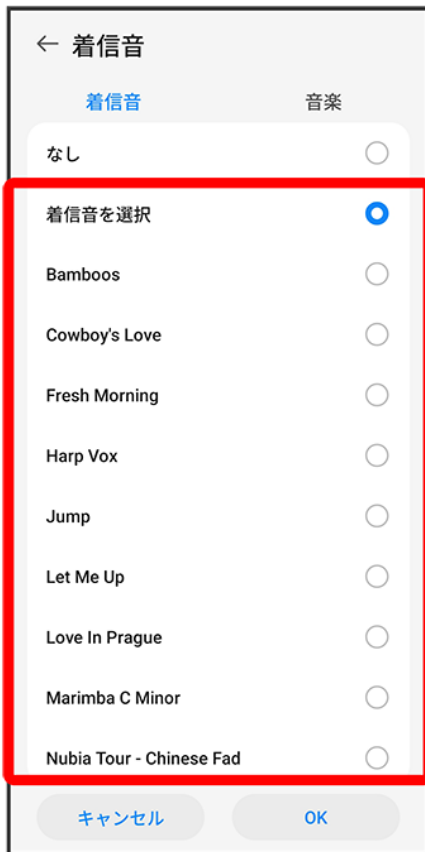 ← 着信音
着信音 音楽
なし
着信音を選択
Bamboos
Cowboy's Love
Fresh Morning
Harp Vox
Jump
Let Me Up
Love In Prague
Marimba C Minor
Nubia Tour - Chinese Fad
キャンセル OK